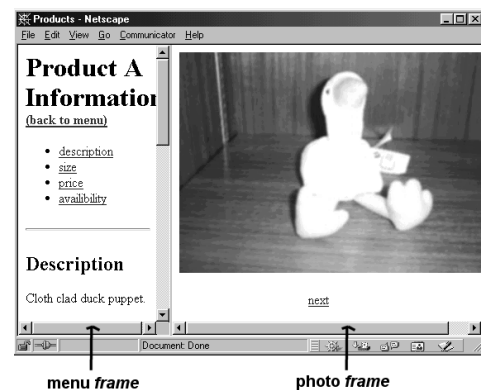 Products - Netscape
File Edit View Go Communicator Help
Product A
Information
(back to menu)
description
size
price
availibility
Description
Cloth clad duck puppet.
next
Document: Done
menu frame
photo frame